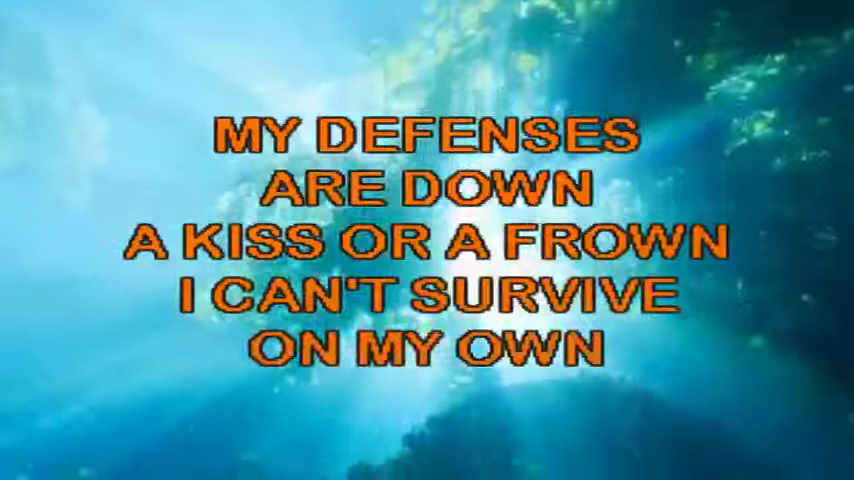 MY DEFENSES
ARE DOWN
A KISS OR A FROWN
I CAN'T SURVIVE
ON MY OWN